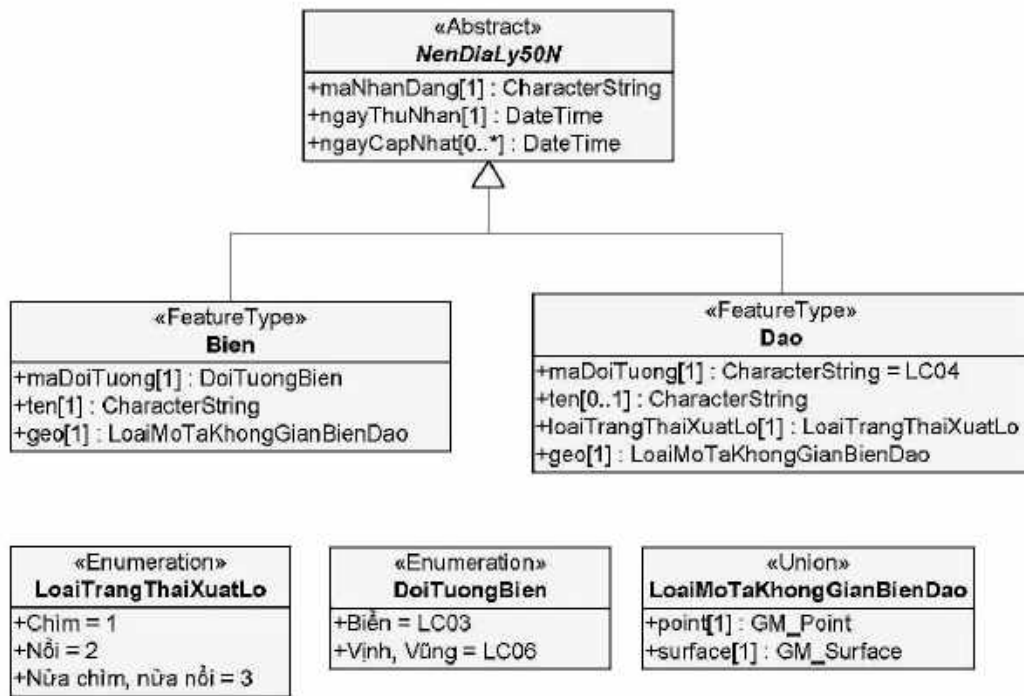 «Abstract»
NenDiaLy50N
+maNhanDang[1] : CharacterString
+ngayThuNhan[1] : DateTime
+ngayCapNhat[0..*] : DateTime
«FeatureType»
Bien
+maDoiTuong[1] : DoiTuongBien
+ten[1] : CharacterString
+geo[1] : LoaiMoTaKhongGianBienDao
«FeatureType»
Dao
+maDoiTuong[1] : CharacterString = LC04
+ten[0..1] : CharacterString
+loaiTrangThaiXuatLo[1] : LoaiTrangThaiXuatLo
+geo[1] : LoaiMoTaKhongGianBienDao
«Enumeration»
LoaiTrangThaiXuatLo
+Chìm = 1
+Nổi = 2
+Nửa chìm, nửa nổi = 3
«Enumeration»
DoiTuongBien
+Biển = LC03
+Vịnh, Vũng = LC06
«Union»
LoaiMoTaKhongGianBienDao
+point[1] : GM_Point
+surface[1] : GM_Surface